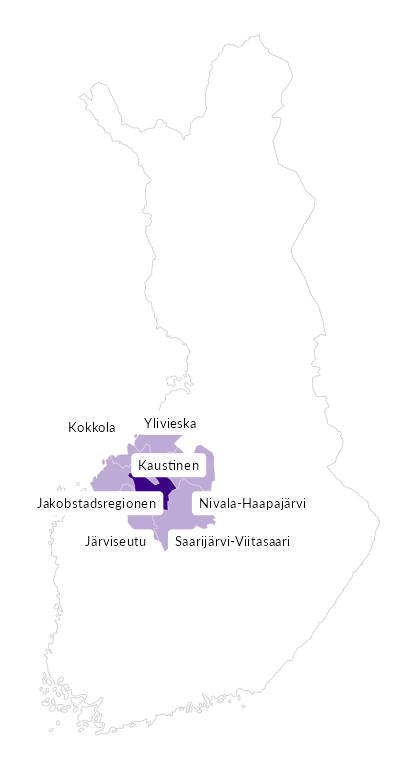 Ylivieska
Kokkola
Kaustinen
Jakobstadsregionen
Nivala-Haapajärvi
Järviseutu
Saarijärvi-Viitasaari